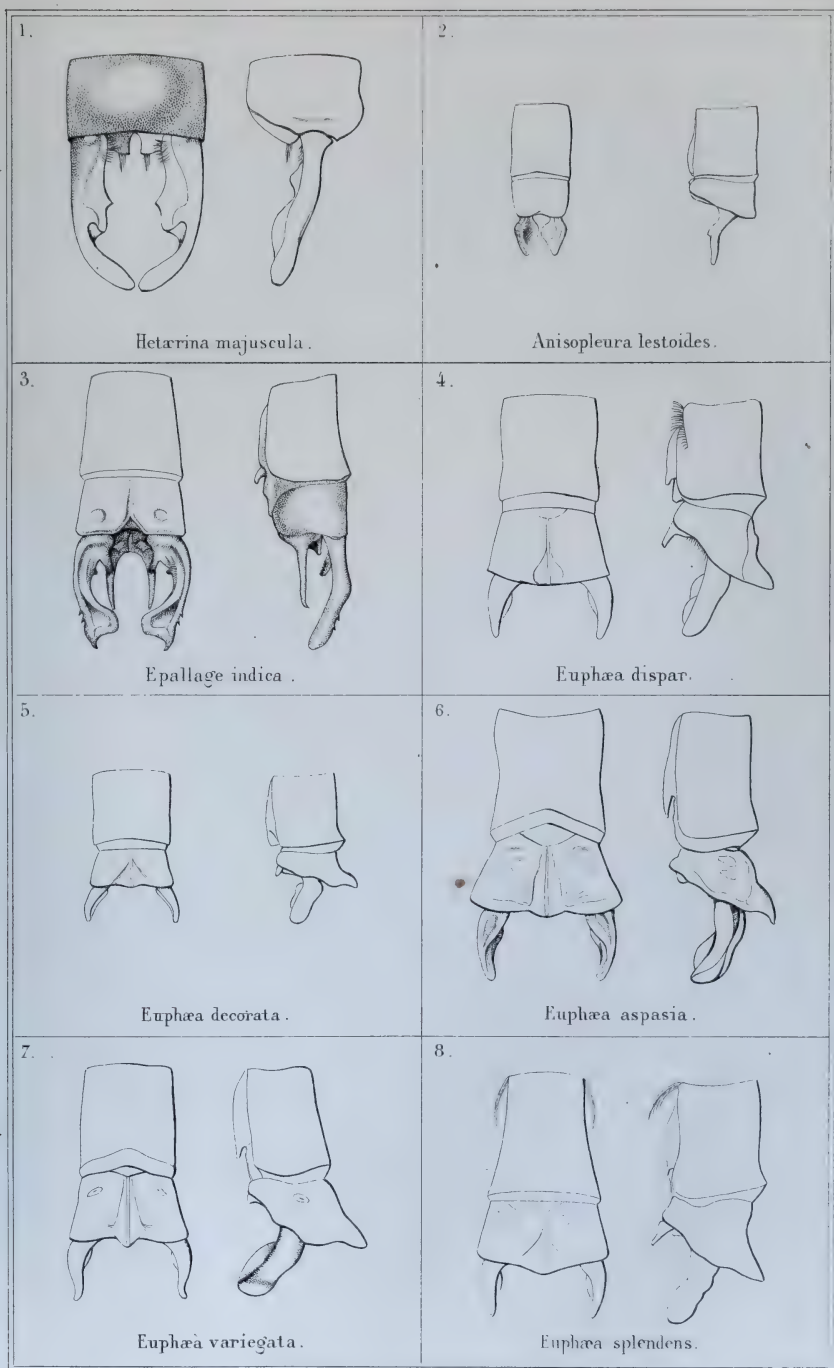 1.
Hetærina majuscula.
2.
Anisopleura lestoides.
3.
Epallage indica.
4.
Euphæa dispar.
5.
Euphæa decorata.
6.
Euphæa aspasia.
7.
Euphæa variegata.
8.
Euphæa splendens.